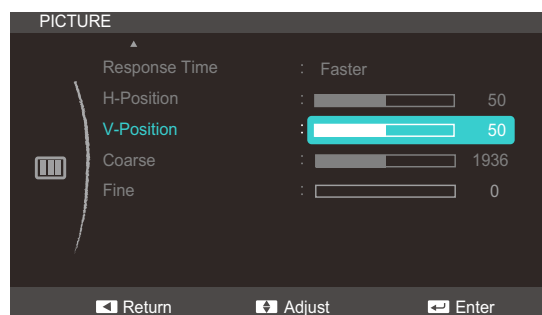 PICTURE
Response Time : Faster
H-Position : 50
V-Position : 50
Coarse : 1936
Fine : 0
Return Adjust Enter